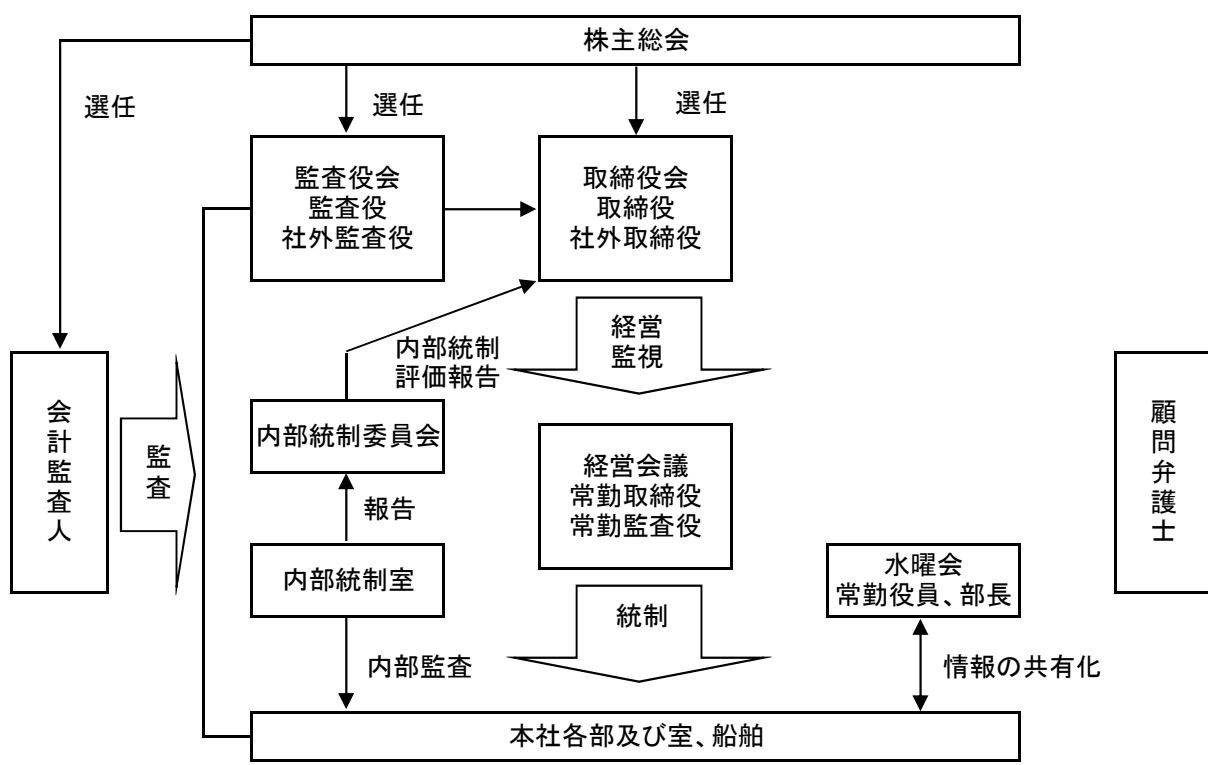 株主総会
選任
選任
選任
監査役会
監査役
社外監査役
取締役会
取締役
社外取締役
経営
監視
内部統制
評価報告
会計監査人
監査
内部統制委員会
経営会議
常勤取締役
常勤監査役
顧問弁護士
報告
内部統制室
水曜会
常勤役員、部長
統制
内部監査
情報の共有化
本社各部及び室、船舶